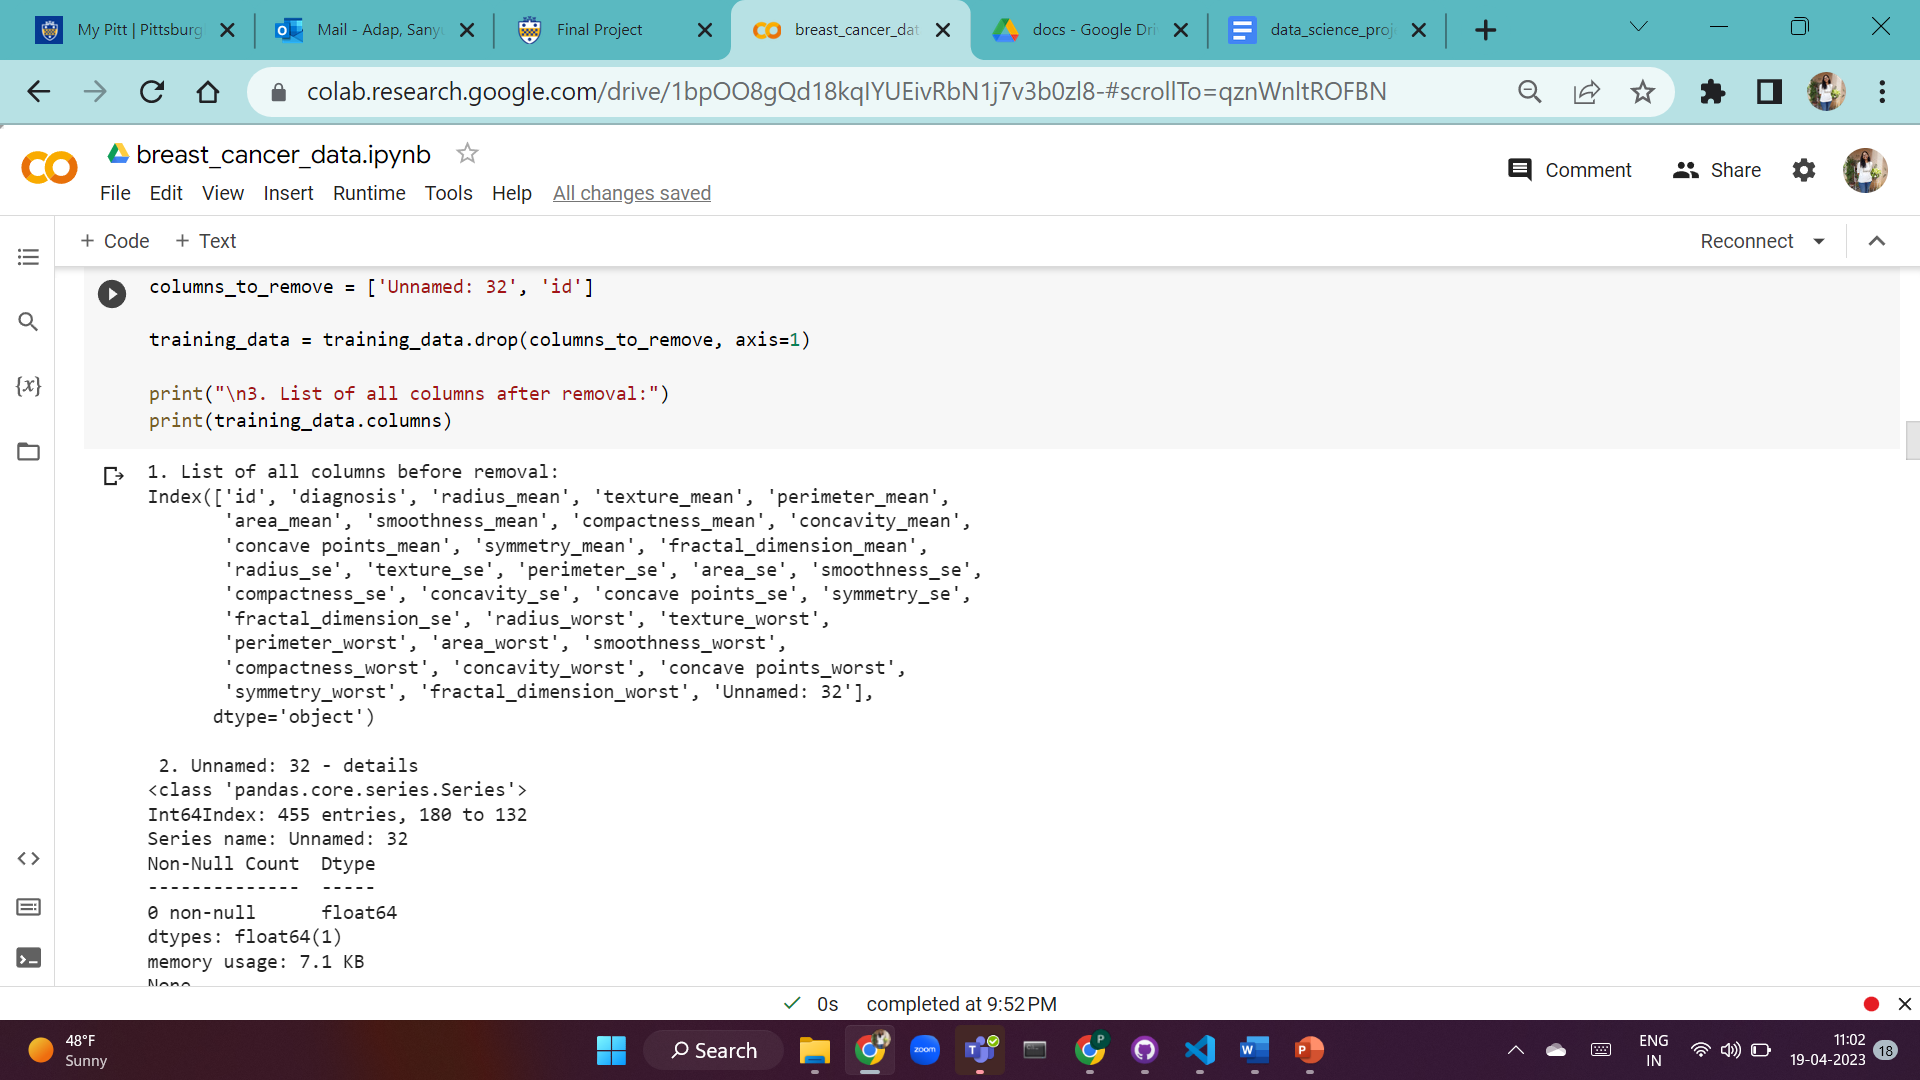 My Pitt | Pittsburg
Mail - Adap, Sany
Final Project
breast_cancer_dat
docs - Google Dri
data_science_proj
colab.research.google.com/drive/1bpOO8gQd18kqIYUEivRbN1j7v3b0zl8-#scrollTo=qznWnltROFBN
breast_cancer_data.ipynb
File Edit View Insert Runtime Tools Help All changes saved
Comment
Share
+ Code + Text
Reconnect
columns_to_remove = ['Unnamed: 32', 'id']
training_data = training_data.drop(columns_to_remove, axis=1)
print("\n3. List of all columns after removal:")
print(training_data.columns)
1. List of all columns before removal:
Index(['id', 'diagnosis', 'radius_mean', 'texture_mean', 'perimeter_mean',
'area_mean', 'smoothness_mean', 'compactness_mean', 'concavity_mean',
'concave points_mean', 'symmetry_mean', 'fractal_dimension_mean',
'radius_se', 'texture_se', 'perimeter_se', 'area_se', 'smoothness_se',
'compactness_se', 'concavity_se', 'concave points_se', 'symmetry_se',
'fractal_dimension_se', 'radius_worst', 'texture_worst',
'perimeter_worst', 'area_worst', 'smoothness_worst',
'compactness_worst', 'concavity_worst', 'concave points_worst',
'symmetry_worst', 'fractal_dimension_worst', 'Unnamed: 32'],
dtype='object')
2. Unnamed: 32 - details
<class 'pandas.core.series.Series'>
Int64Index: 455 entries, 180 to 132
Series name: Unnamed: 32
Non-Null Count  Dtype
--------------  -----
0 non-null      float64
dtypes: float64(1)
memory usage: 7.1 KB
None
0s completed at 9:52 PM
48°F
Sunny
Search
zoom
P
ENG
IN
11:02
19-04-2023
18